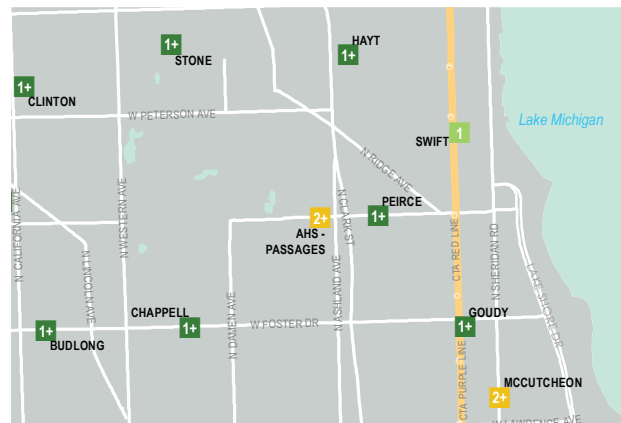 1+
HAYT
1+
STONE
1+
1+
CLINTON
W PETERSON AVE
Lake Michigan
SWIFT
1
N RIDGE AVE
N CALIFORNIA AVE
N WESTERN AVE
N CLARK ST
PEIRCE
2+
1+
AHS -
PASSAGES
N LINCOLN AVE
CTA RED LINE
N SHERIDAN RD
LAKE SHORE DR
N DAMEN AVE
N ASHLAND AVE
CHAPPELL
1+
W FOSTER DR
GOUDY
1+
1+
BUDLONG
CTA PURPLE LINE
MCCUTCHEON
2+
W LAWRENCE AVE